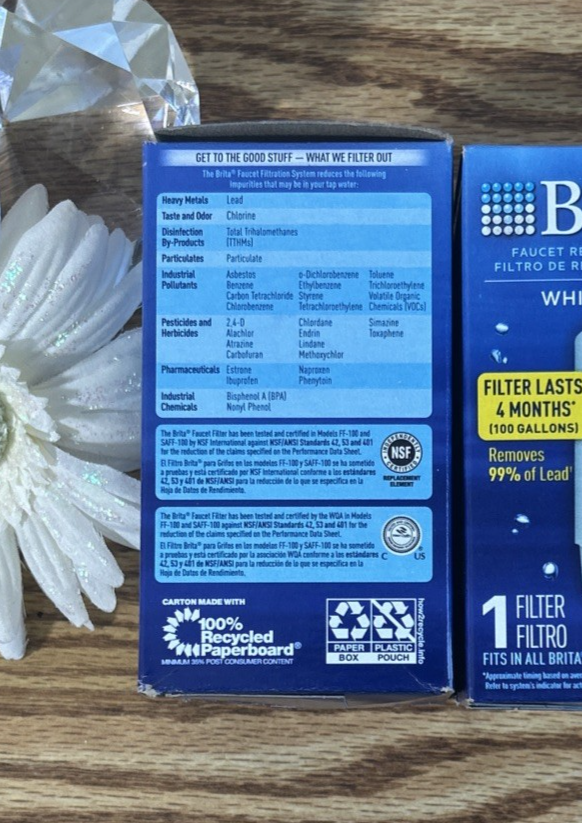 GET TO THE GOOD STUFF — WHAT WE FILTER OUT
The Brita® Faucet Filtration System reduces the following
impurities that may be in your tap water:
Heavy Metals Lead
Taste and Odor Chlorine
Disinfection Total Trihalomethanes
By-Products (TTHMs)
Particulates Particulate
Industrial Asbestos o-Dichlorobenzene Toluene
Pollutants Benzene Ethylbenzene Trichloroethylene
Carbon Tetrachloride Styrene Volatile Organic
Chlorobenzene Tetrachloroethylene Chemicals (VOCs)
Pesticides and 2,4-D Chlordane Simazine
Herbicides Alachlor Endrin Toxaphene
Atrazine Lindane
Carbofuran Methoxychlor
Pharmaceuticals Estrone Naproxen
Ibuprofen Phenytoin
Industrial Bisphenol A (BPA)
Chemicals Nonyl Phenol
The Brita® Faucet Filter has been tested and certified in Models FF-100 and
SAFF-100 by NSF International against NSF/ANSI Standards 42, 53 and 401
for the reduction of the claims specified on the Performance Data Sheet.
El Filtro Brita® para Grifos en los modelos FF-100 y SAFF-100 se ha sometido
a pruebas y está certificado por NSF International conforme a los estándares
42, 53 y 401 de NSF/ANSI para la reducción de lo que se especifica en la
Hoja de Datos de Rendimiento.
INDEPENDENTLY
NSF
CERTIFIED
REPLACEMENT
ELEMENT
The Brita® Faucet Filter has been tested and certified by the WQA in Models
FF-100 and SAFF-100 against NSF/ANSI Standards 42, 53 and 401 for the
reduction of the claims specified on the Performance Data Sheet.
El Filtro Brita® para Grifos en los modelos FF-100 y SAFF-100 se ha sometido
a pruebas y está certificado por la asociación WQA conforme a los estándares
42, 53 y 401 de NSF/ANSI para la reducción de lo que se especifica en la
Hoja de Datos de Rendimiento.
C US
CARTON MADE WITH
100%
Recycled
Paperboard®
MINIMUM 35% POST CONSUMER CONTENT
PAPER PLASTIC
BOX POUCH
how2recycle.info
B
FAUCET RE
FILTRO DE R
WHI
FILTER LASTS
4 MONTHS*
(100 GALLONS)
Removes
99% of Lead†
1 FILTER
FILTRO
FITS IN ALL BRITA
*Approximate timing based on ave
Refer to system's indicator for act